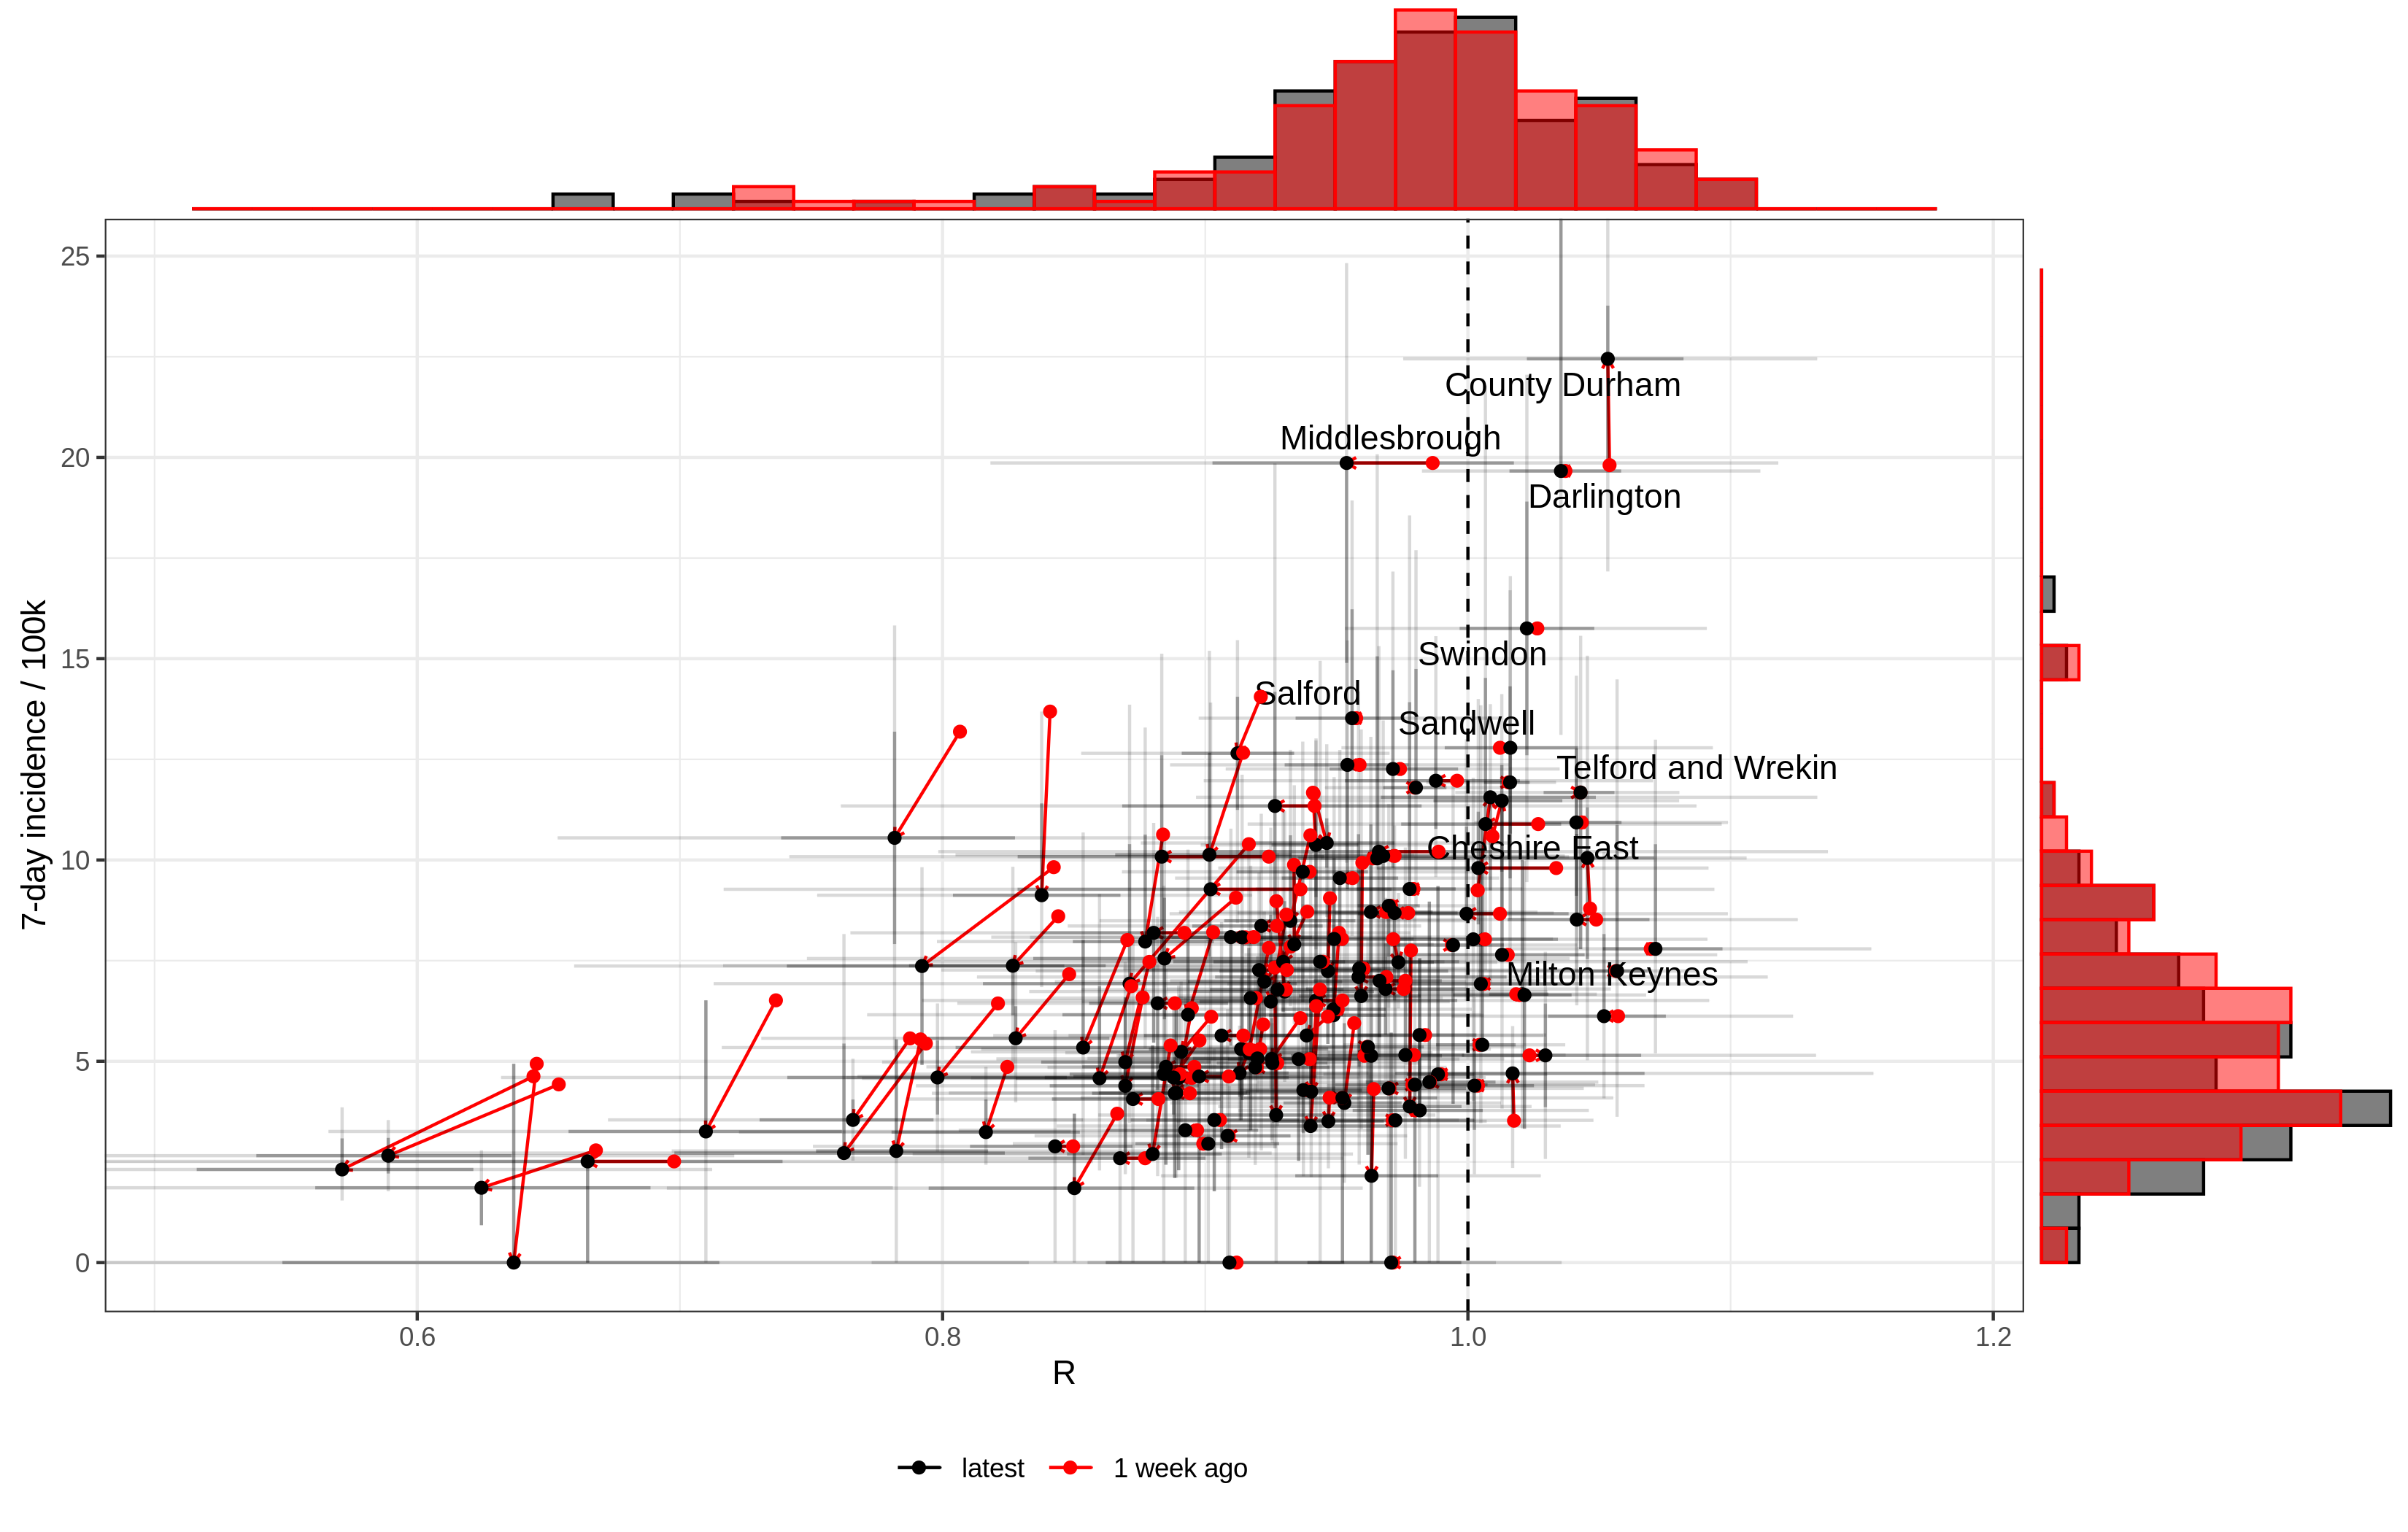 25
20
15
10
5
0
7-day incidence / 100k
County Durham
Middlesbrough
Darlington
Swindon
Salford
Sandwell
Telford and Wrekin
Cheshire East
Milton Keynes
0.6
0.8
1.0
1.2
R
latest
1 week ago